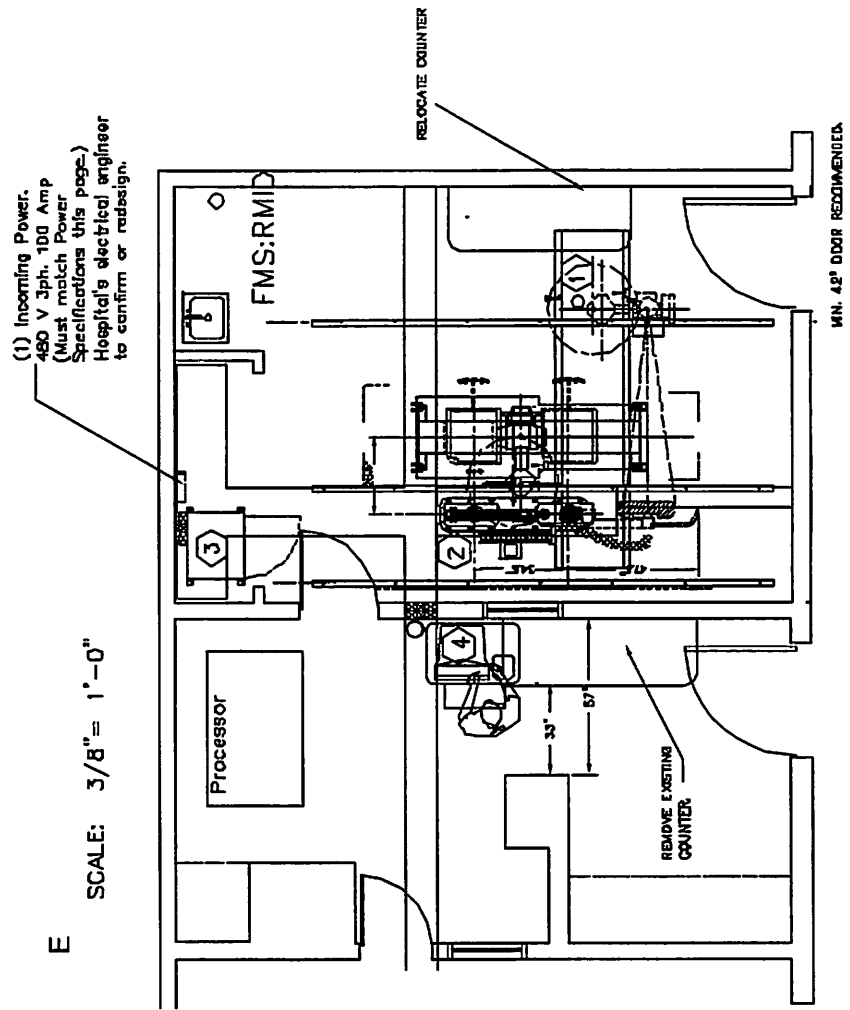 (1) Incoming Power.
480 V 3ph. 100 Amp
(Must match Power
Specifications this page.)
Hospital's electrical engineer
to confirm or redesign.
RELOCATE COUNTER
FMS:RMI
E
SCALE: 3/8"= 1'-0"
Processor
3
2
1
4
33"
57"
REMOVE EXISTING
COUNTER.
MIN. 42" DOOR RECOMMENDED.